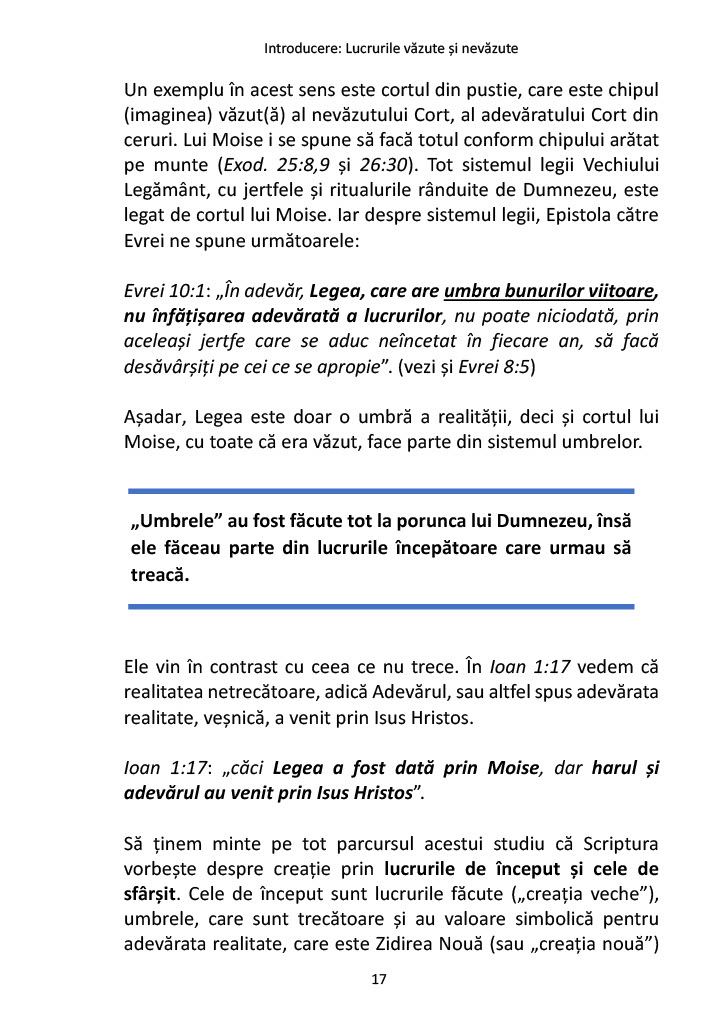 Introducere: Lucrurile văzute și nevăzute
Un exemplu în acest sens este cortul din pustie, care este chipul
(imaginea) văzut(ă) al nevăzutului Cort, al adevăratului Cort din
ceruri. Lui Moise i se spune să facă totul conform chipului arătat
pe munte (Exod. 25:8,9 și 26:30). Tot sistemul legii Vechiului
Legământ, cu jertfele și ritualurile rânduite de Dumnezeu, este
legat de cortul lui Moise. Iar despre sistemul legii, Epistola către
Evrei ne spune următoarele:
Evrei 10:1: „În adevăr, Legea, care are umbra bunurilor viitoare,
nu înfățișarea adevărată a lucrurilor, nu poate niciodată, prin
aceleași jertfe care se aduc neîncetat în fiecare an, să facă
desăvârșiți pe cei ce se apropie”. (vezi și Evrei 8:5)
Așadar, Legea este doar o umbră a realității, deci și cortul lui
Moise, cu toate că era văzut, face parte din sistemul umbrelor.
„Umbrele” au fost făcute tot la porunca lui Dumnezeu, însă
ele făceau parte din lucrurile începătoare care urmau să
treacă.
Ele vin în contrast cu ceea ce nu trece. În Ioan 1:17 vedem că
realitatea netrecătoare, adică Adevărul, sau altfel spus adevărata
realitate, veșnică, a venit prin Isus Hristos.
Ioan 1:17: „căci Legea a fost dată prin Moise, dar harul și
adevărul au venit prin Isus Hristos”.
Să ținem minte pe tot parcursul acestui studiu că Scriptura
vorbește despre creație prin lucrurile de început și cele de
sfârșit. Cele de început sunt lucrurile făcute („creația veche”),
umbrele, care sunt trecătoare și au valoare simbolică pentru
adevărata realitate, care este Zidirea Nouă (sau „creația nouă”)
17